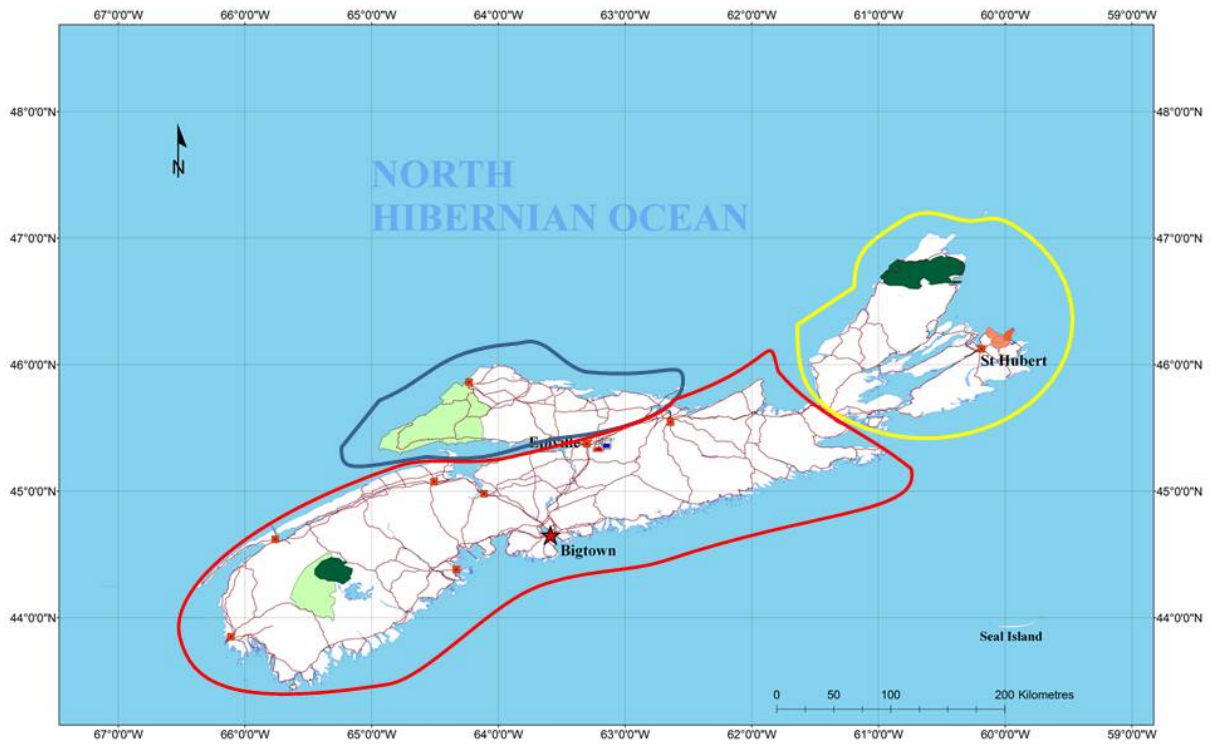 67°0'0"W 66°0'0"W 65°0'0"W 64°0'0"W 63°0'0"W 62°0'0"W 61°0'0"W 60°0'0"W 59°0'0"W
48°0'0"N 48°0'0"N
N
NORTH
HIBERNIAN OCEAN
47°0'0"N 47°0'0"N
46°0'0"N 46°0'0"N
St Hubert
45°0'0"N 45°0'0"N
Bigtown
44°0'0"N 44°0'0"N
Seal Island
0 50 100 200 Kilometres
67°0'0"W 66°0'0"W 65°0'0"W 64°0'0"W 63°0'0"W 62°0'0"W 61°0'0"W 60°0'0"W 59°0'0"W